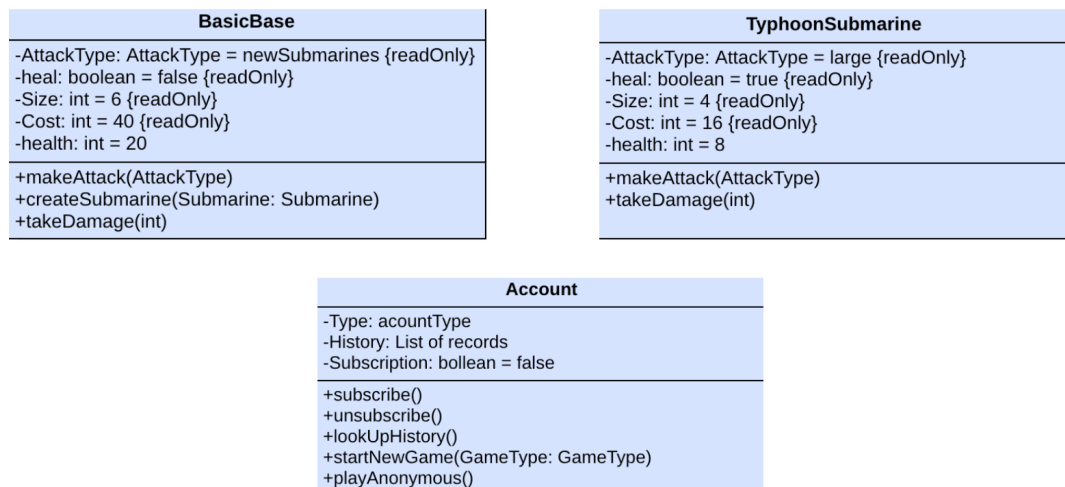 BasicBase
-AttackType: AttackType = newSubmarines {readOnly}
-heal: boolean = false {readOnly}
-Size: int = 6 {readOnly}
-Cost: int = 40 {readOnly}
-health: int = 20
+makeAttack(AttackType)
+createSubmarine(Submarine: Submarine)
+takeDamage(int)
TyphoonSubmarine
-AttackType: AttackType = large {readOnly}
-heal: boolean = true {readOnly}
-Size: int = 4 {readOnly}
-Cost: int = 16 {readOnly}
-health: int = 8
+makeAttack(AttackType)
+takeDamage(int)
Account
-Type: acountType
-History: List of records
-Subscription: bollean = false
+subscribe()
+unsubscribe()
+lookUpHistory()
+startNewGame(GameType: GameType)
+playAnonymous()